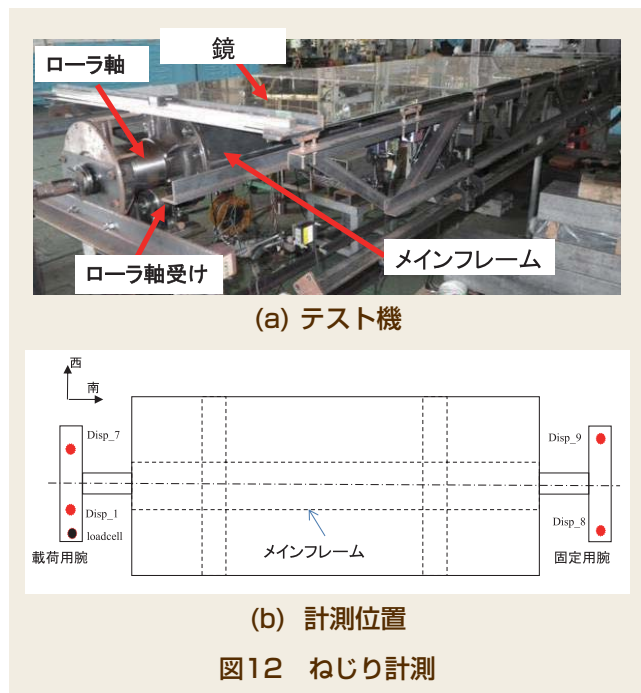 鏡
ローラ軸
メインフレーム
ローラ軸受け
(a) テスト機
西
南
Disp_7
Disp_9
Disp_1
loadcell
Disp_8
載荷用腕
メインフレーム
固定用腕
(b) 計測位置
図12 ねじり計測